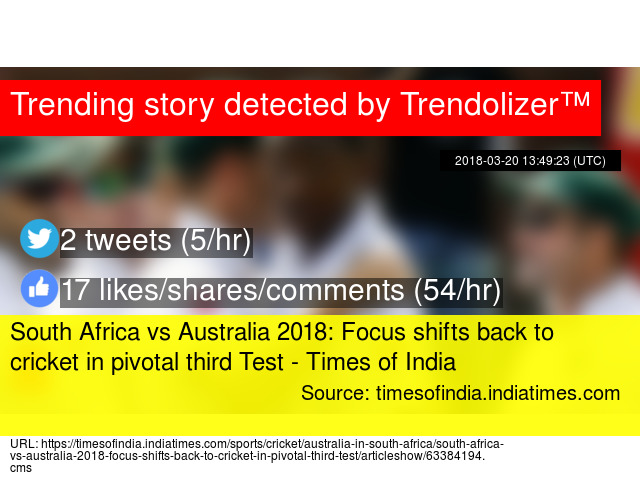 Trending story detected by Trendolizer™
2018-03-20 13:49:23 (UTC)
2 tweets (5/hr)
17 likes/shares/comments (54/hr)
South Africa vs Australia 2018: Focus shifts back to
cricket in pivotal third Test - Times of India
Source: timesofindia.indiatimes.com
URL: https://timesofindia.indiatimes.com/sports/cricket/australia-in-south-africa/south-africa-
vs-australia-2018-focus-shifts-back-to-cricket-in-pivotal-third-test/articleshow/63384194.
cms